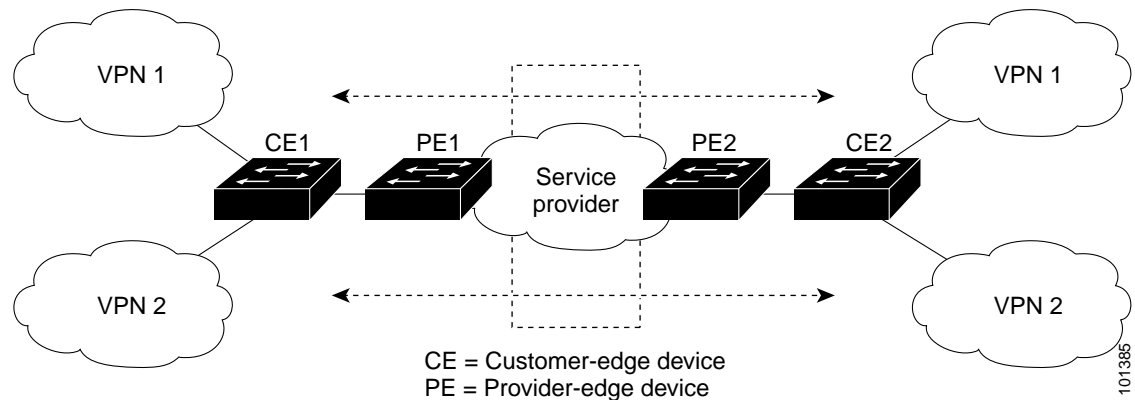 VPN 1
VPN 1
CE1
PE1
PE2
CE2
Service
provider
VPN 2
VPN 2
CE = Customer-edge device
PE = Provider-edge device
101385